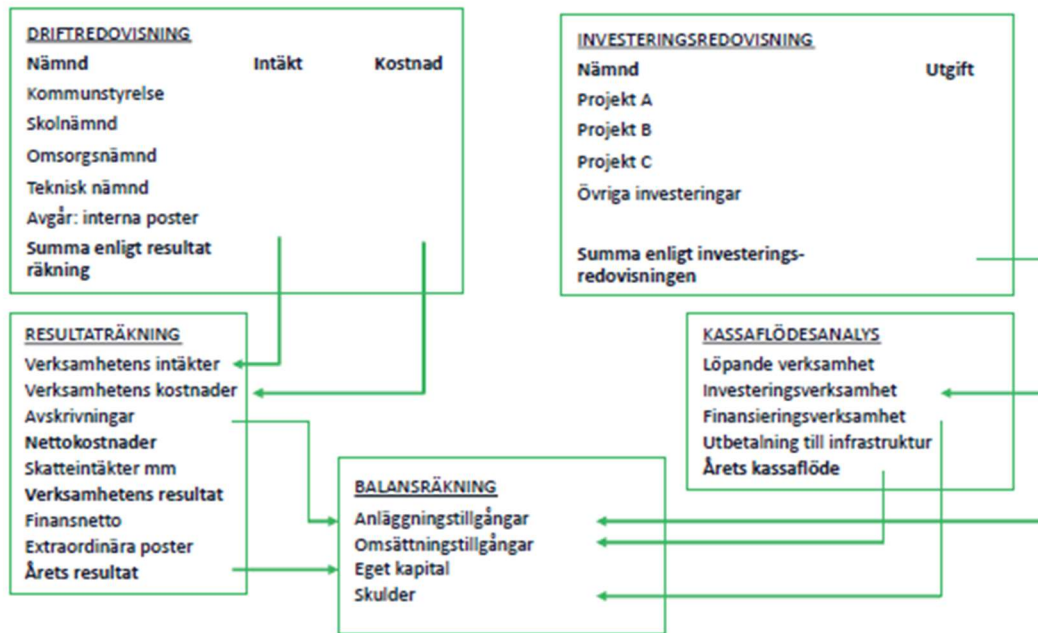 DRIFTREDOVISNING
Nämnd Intäkt Kostnad
Kommunstyrelse
Skolnämnd
Omsorgsnämnd
Teknisk nämnd
Avgår: interna poster
Summa enligt resultat
räkning
INVESTERINGSREDOVISNING
Nämnd Utgift
Projekt A
Projekt B
Projekt C
Övriga investeringar
Summa enligt investerings-
redovisningen
RESULTATRÄKNING
Verksamhetens intäkter
Verksamhetens kostnader
Avskrivningar
Nettokostnader
Skatteintäkter mm
Verksamhetens resultat
Finansnetto
Extraordinära poster
Årets resultat
BALANSRÄKNING
Anläggningstillgångar
Omsättningstillgångar
Eget kapital
Skulder
KASSAFLÖDESANALYS
Löpande verksamhet
Investeringsverksamhet
Finansieringsverksamhet
Utbetalning till infrastruktur
Årets kassaflöde